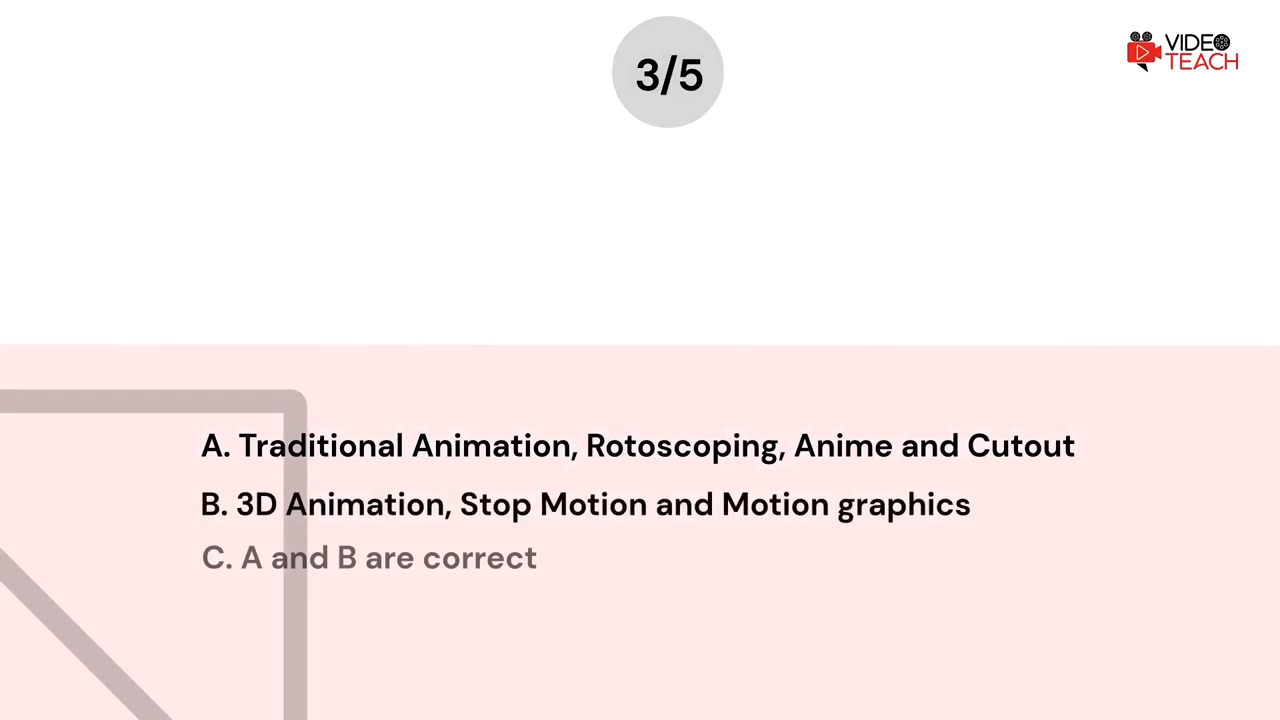 3/5
VIDEO
TEACH
A. Traditional Animation, Rotoscoping, Anime and Cutout
B. 3D Animation, Stop Motion and Motion graphics
C. A and B are correct